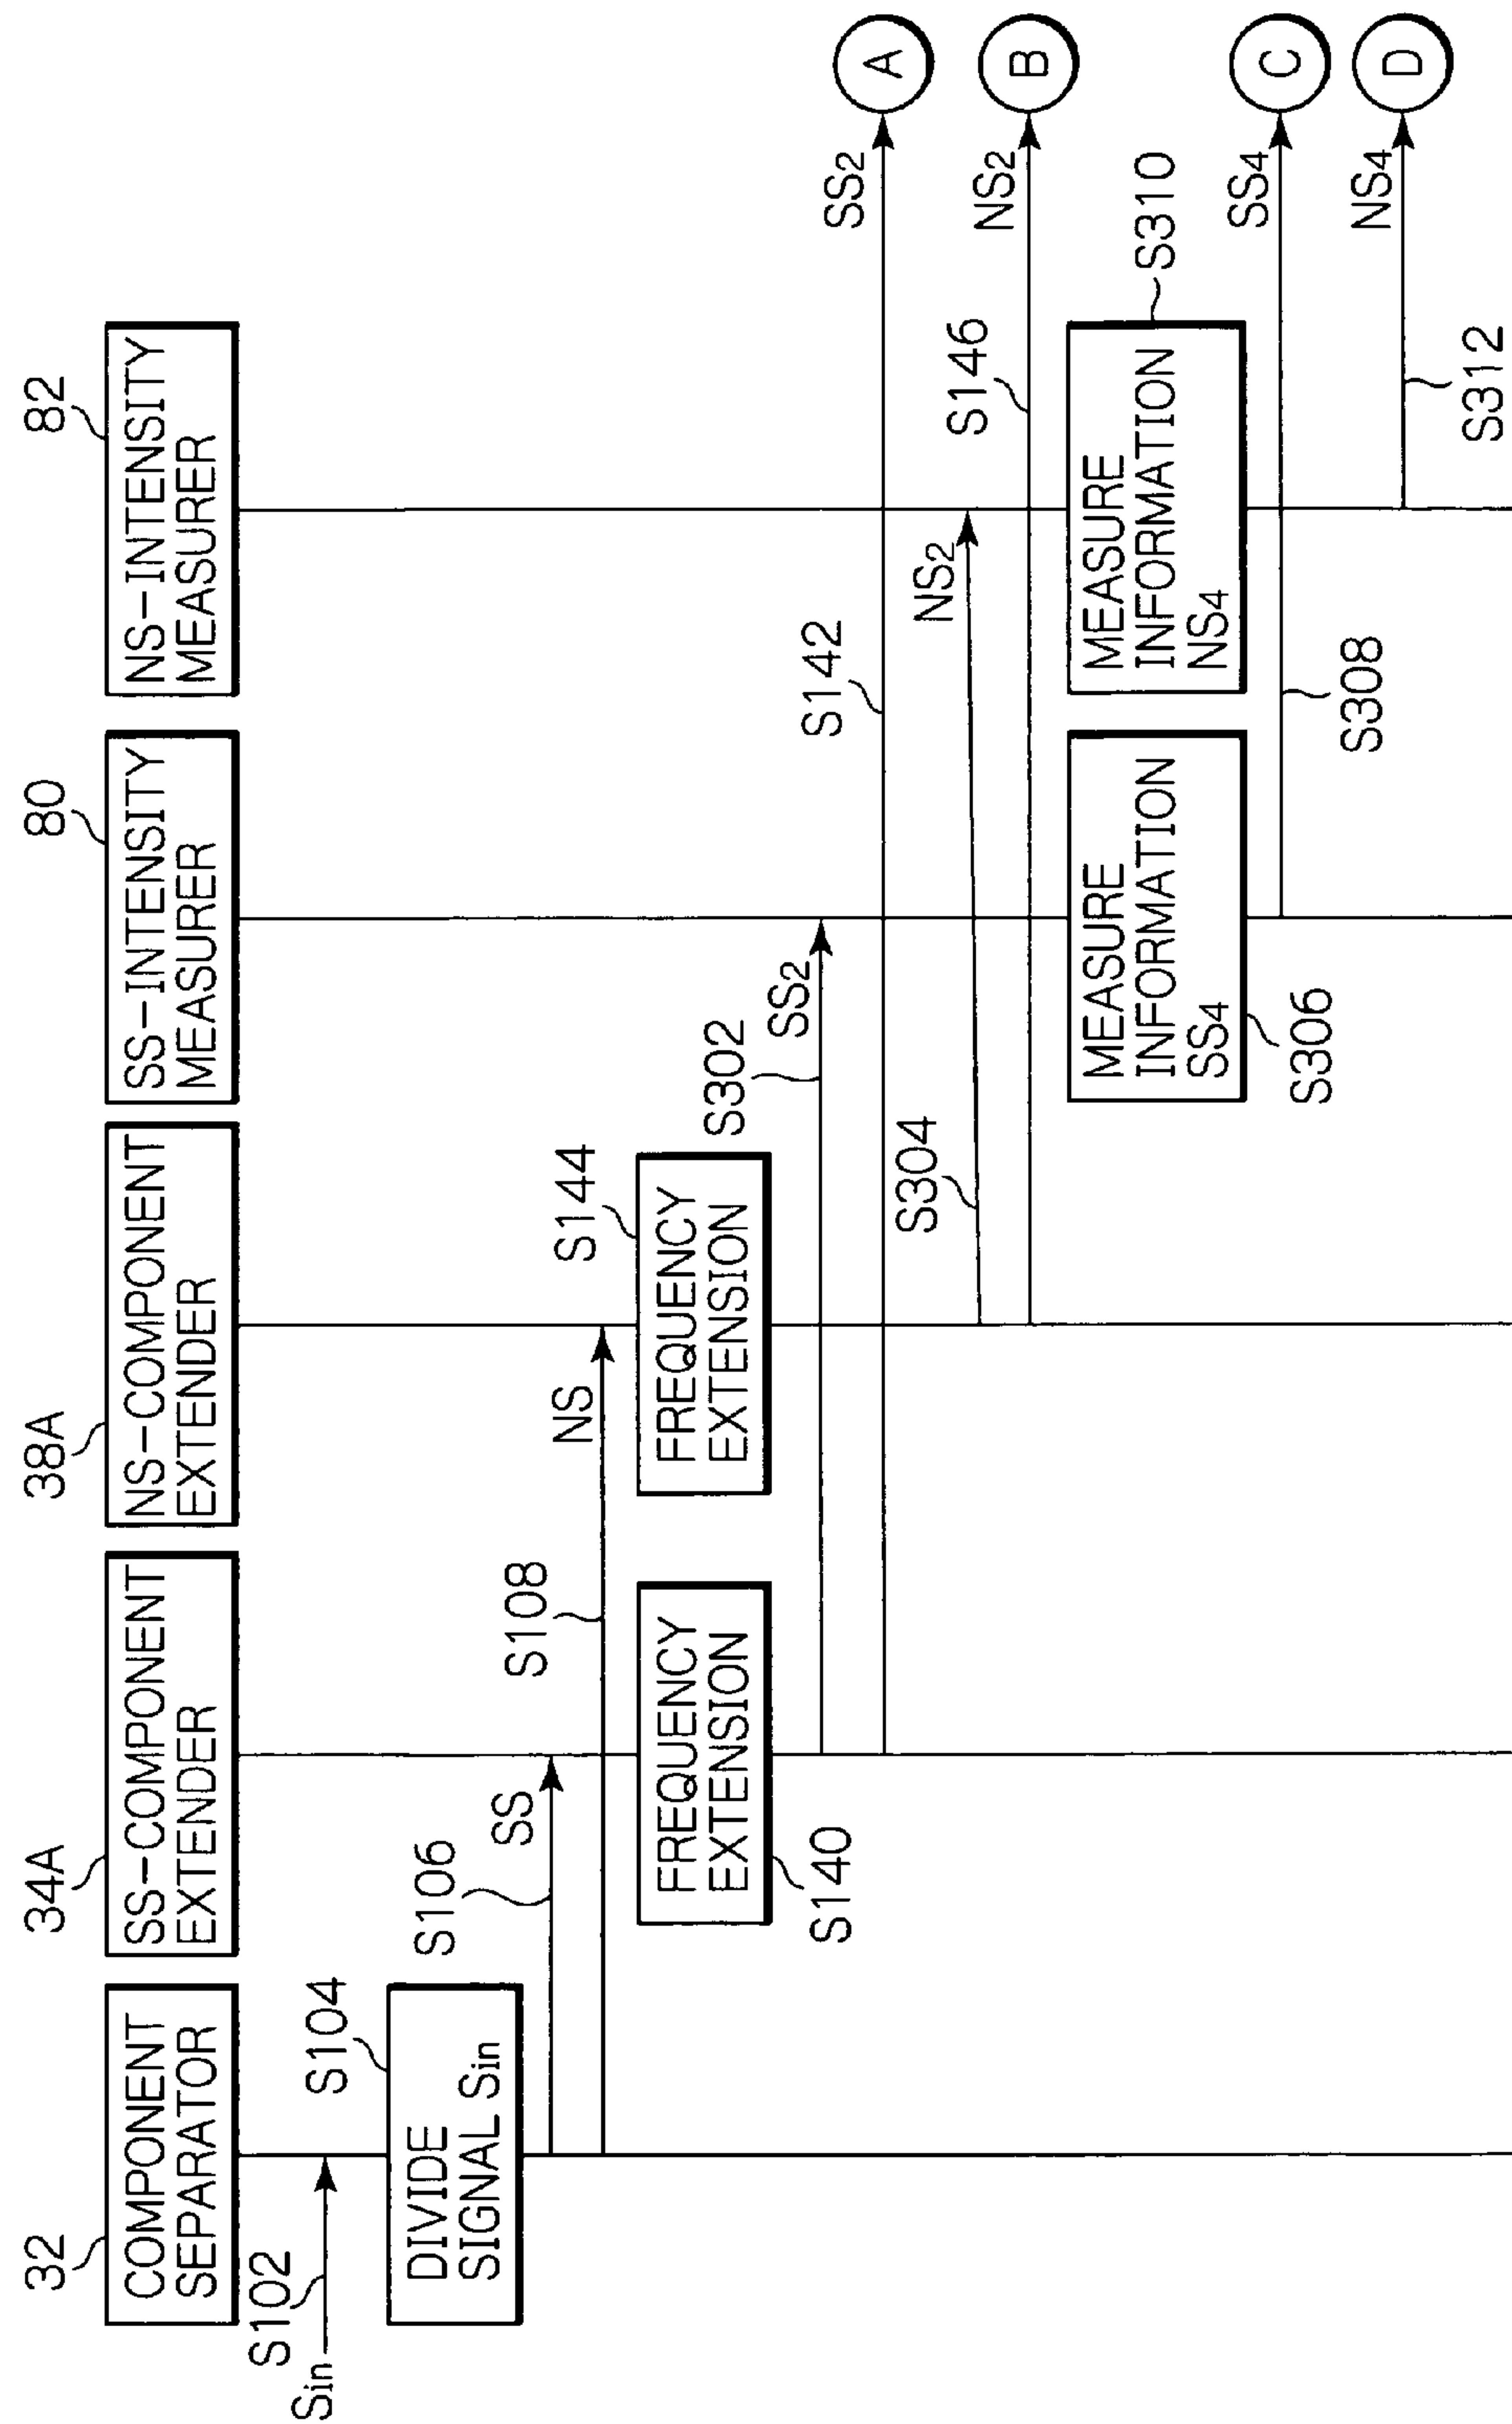 32
COMPONENT
SEPARATOR
34A
SS-COMPONENT
EXTENDER
38A
NS-COMPONENT
EXTENDER
80
SS-INTENSITY
MEASURER
82
NS-INTENSITY
MEASURER
S102
Sin
S104
DIVIDE
SIGNAL Sin
S106
SS
S108
NS
FREQUENCY
EXTENSION
S140
S144
FREQUENCY
EXTENSION
S302
SS2
S142
SS2
A
S304
NS2
S146
NS2
B
MEASURE
INFORMATION
SS4
S306
MEASURE
INFORMATION
NS4
S310
S308
SS4
C
S312
NS4
D